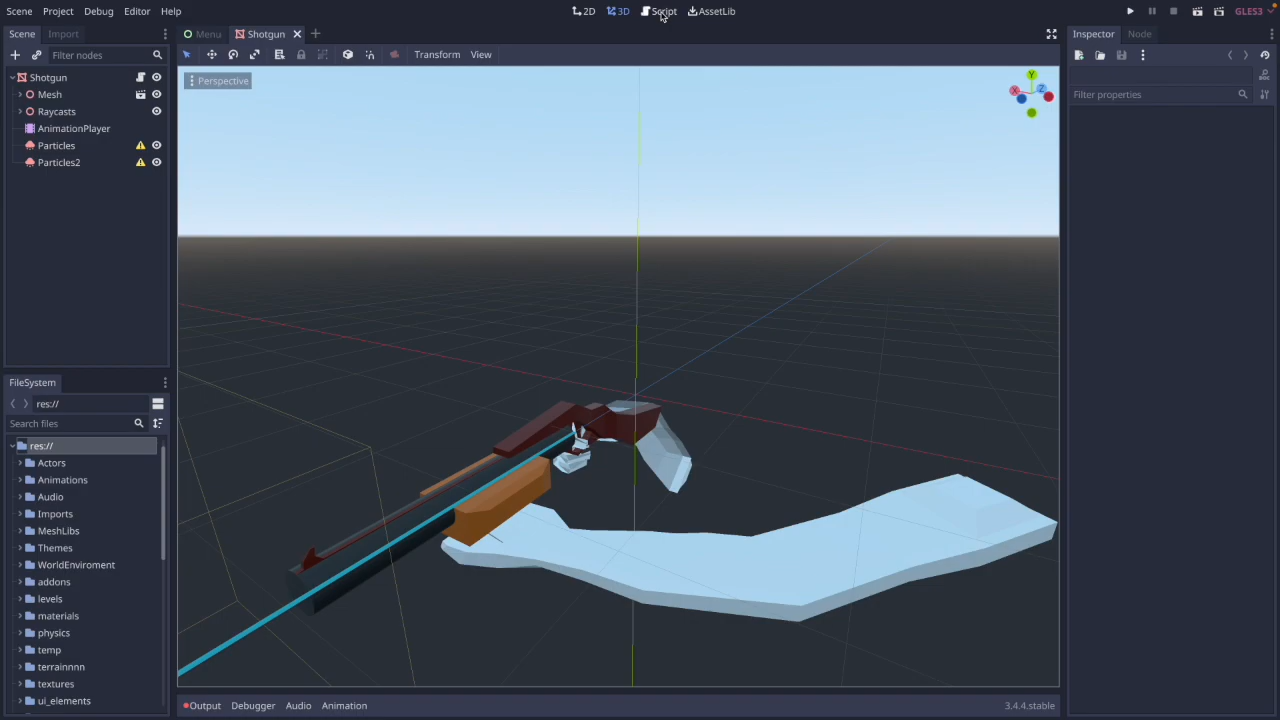 Scene Project Debug Editor Help 2D 3D Script AssetLib GLES3
Scene Import Menu Shotgun Inspector Node
Filter nodes Transform View
Perspective
Shotgun
Mesh
Filter properties
Raycasts
AnimationPlayer
Particles
Particles2
Y
X
Z
FileSystem
res://
Search files
res://
Actors
Animations
Audio
Imports
MeshLibs
Themes
WorldEnviroment
addons
levels
materials
physics
temp
terrainnnn
textures
ui_elements
Output Debugger Audio Animation 3.4.4.stable